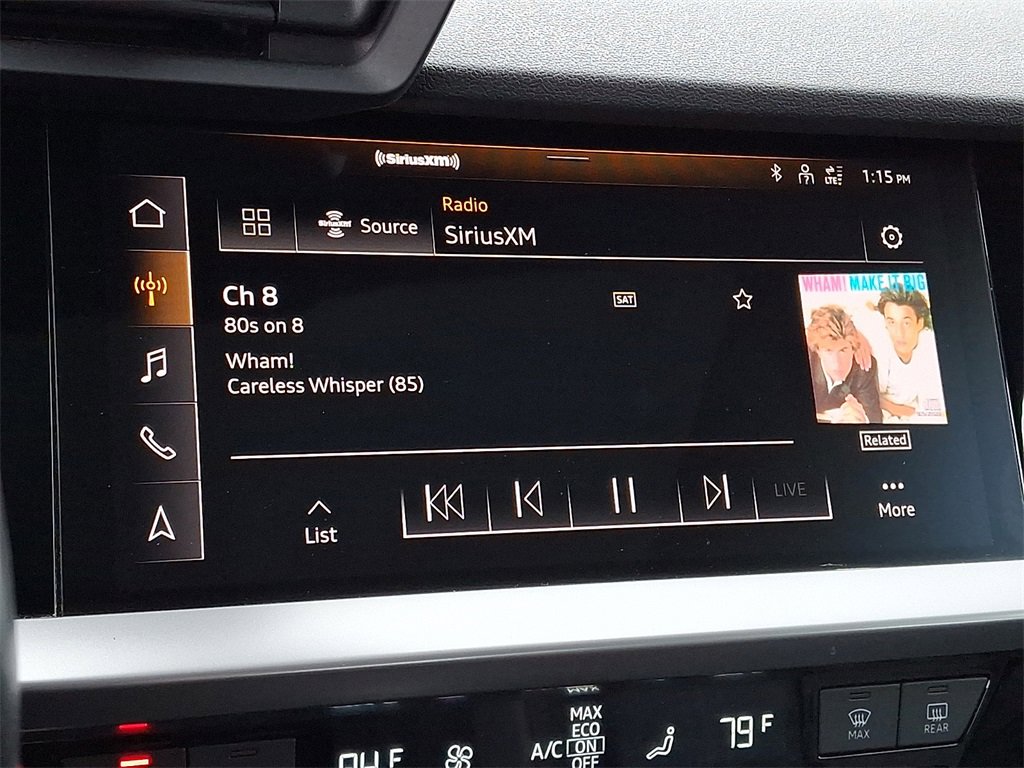 SiriusXM
LTE
1:15 PM
Radio
SiriusXM Source
SiriusXM
Ch 8
SAT
80s on 8
Wham!
Careless Whisper (85)
WHAM! MAKE IT BIG
Related
LIVE
List
More
MAX
ECO
A/C ON
OFF
79 F
MAX
REAR